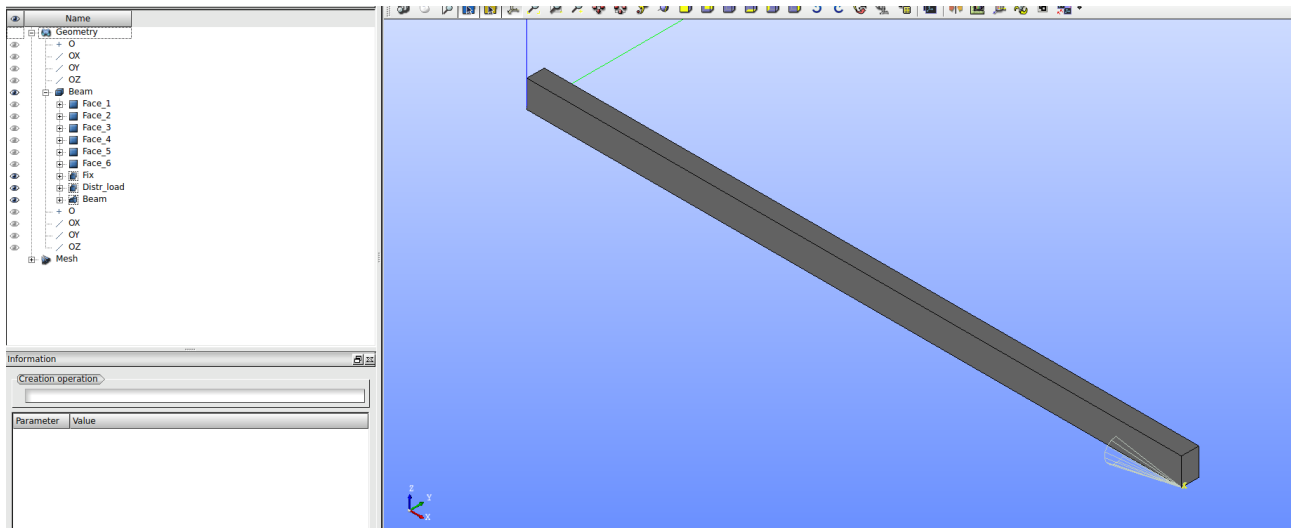 Name
Geometry
O
OX
OY
OZ
Beam
Face_1
Face_2
Face_3
Face_4
Face_5
Face_6
Fix
Distr_load
Beam
O
OX
OY
OZ
Mesh
Information
Creation operation
Parameter Value
Z
Y
X